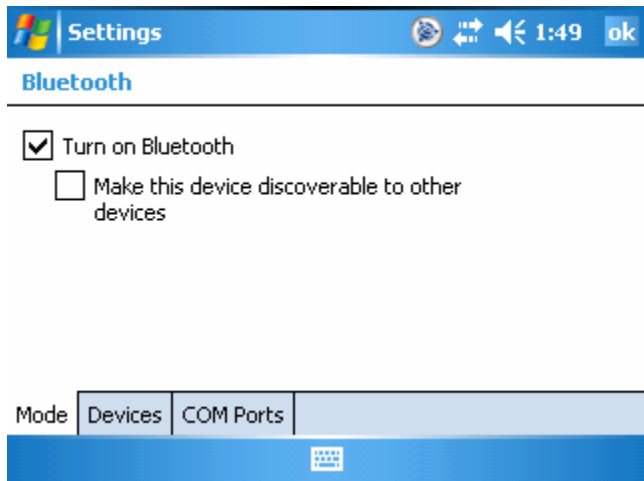 Settings 1:49 ok
Bluetooth
Turn on Bluetooth
Make this device discoverable to other
devices
Mode Devices COM Ports